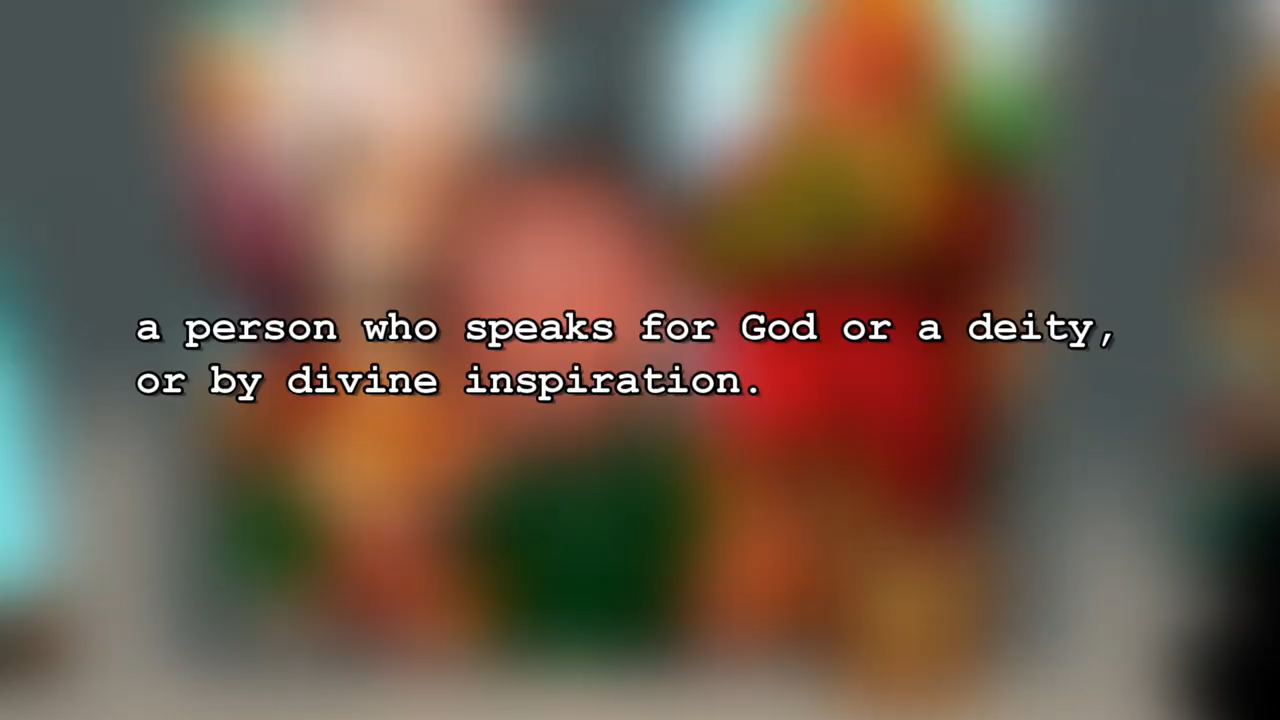 a person who speaks for God or a deity,
or by divine inspiration.